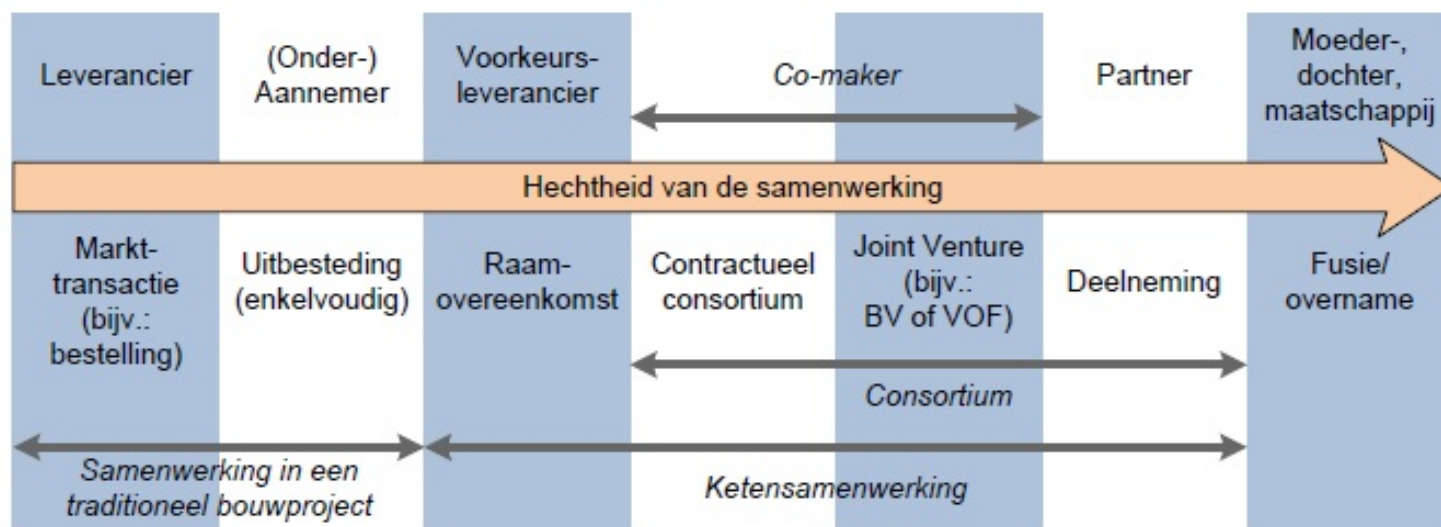 Leverancier
(Onder-)
Aannemer
Voorkeurs-
leverancier
Co-maker
Partner
Moeder-,
dochter,
maatschappij
Hechtheid van de samenwerking
Markt-
transactie
(bijv.:
bestelling)
Uitbesteding
(enkelvoudig)
Raam-
overeenkomst
Contractueel
consortium
Joint Venture
(bijv.:
BV of VOF)
Deelneming
Fusie/
overname
Consortium
Samenwerking in een
traditioneel bouwproject
Ketensamenwerking